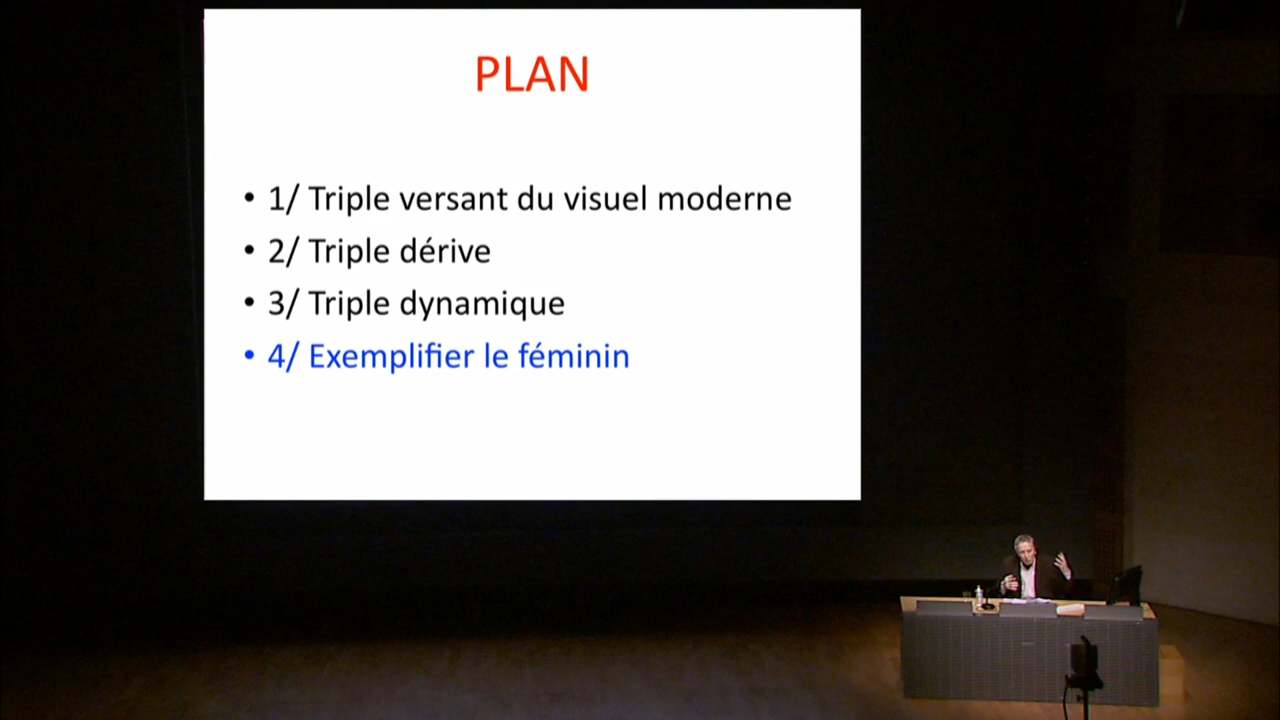 PLAN
• 1/ Triple versant du visuel moderne
• 2/ Triple dérive
• 3/ Triple dynamique
• 4/ Exemplifier le féminin